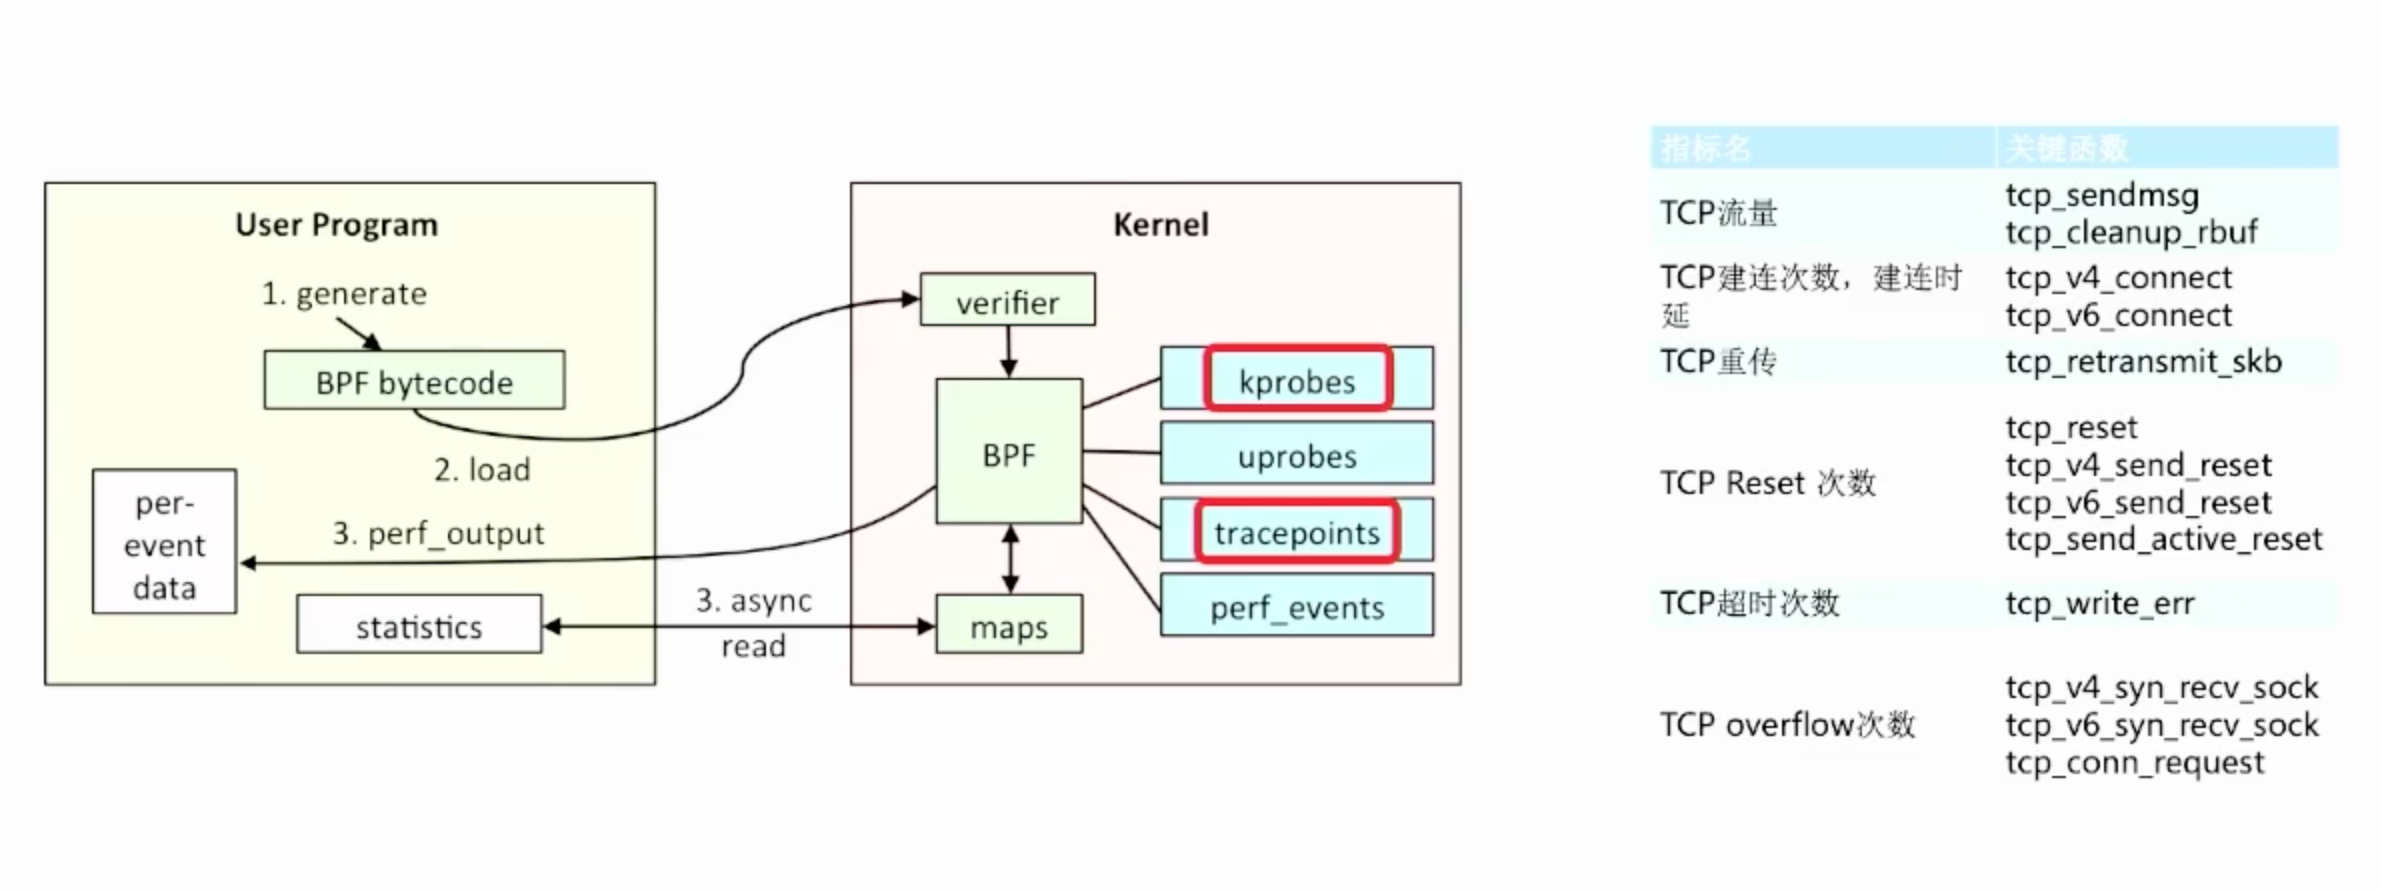 User Program
1. generate
BPF bytecode
2. load
per-
event
data
3. perf_output
statistics
3. async
read
Kernel
verifier
BPF
maps
kprobes
uprobes
tracepoints
perf_events
指标名 关键函数
TCP流量
tcp_sendmsg
tcp_cleanup_rbuf
TCP建连次数，建连时
延
tcp_v4_connect
tcp_v6_connect
TCP重传
tcp_retransmit_skb
TCP Reset 次数
tcp_reset
tcp_v4_send_reset
tcp_v6_send_reset
tcp_send_active_reset
TCP超时次数
tcp_write_err
TCP overflow次数
tcp_v4_syn_recv_sock
tcp_v6_syn_recv_sock
tcp_conn_request